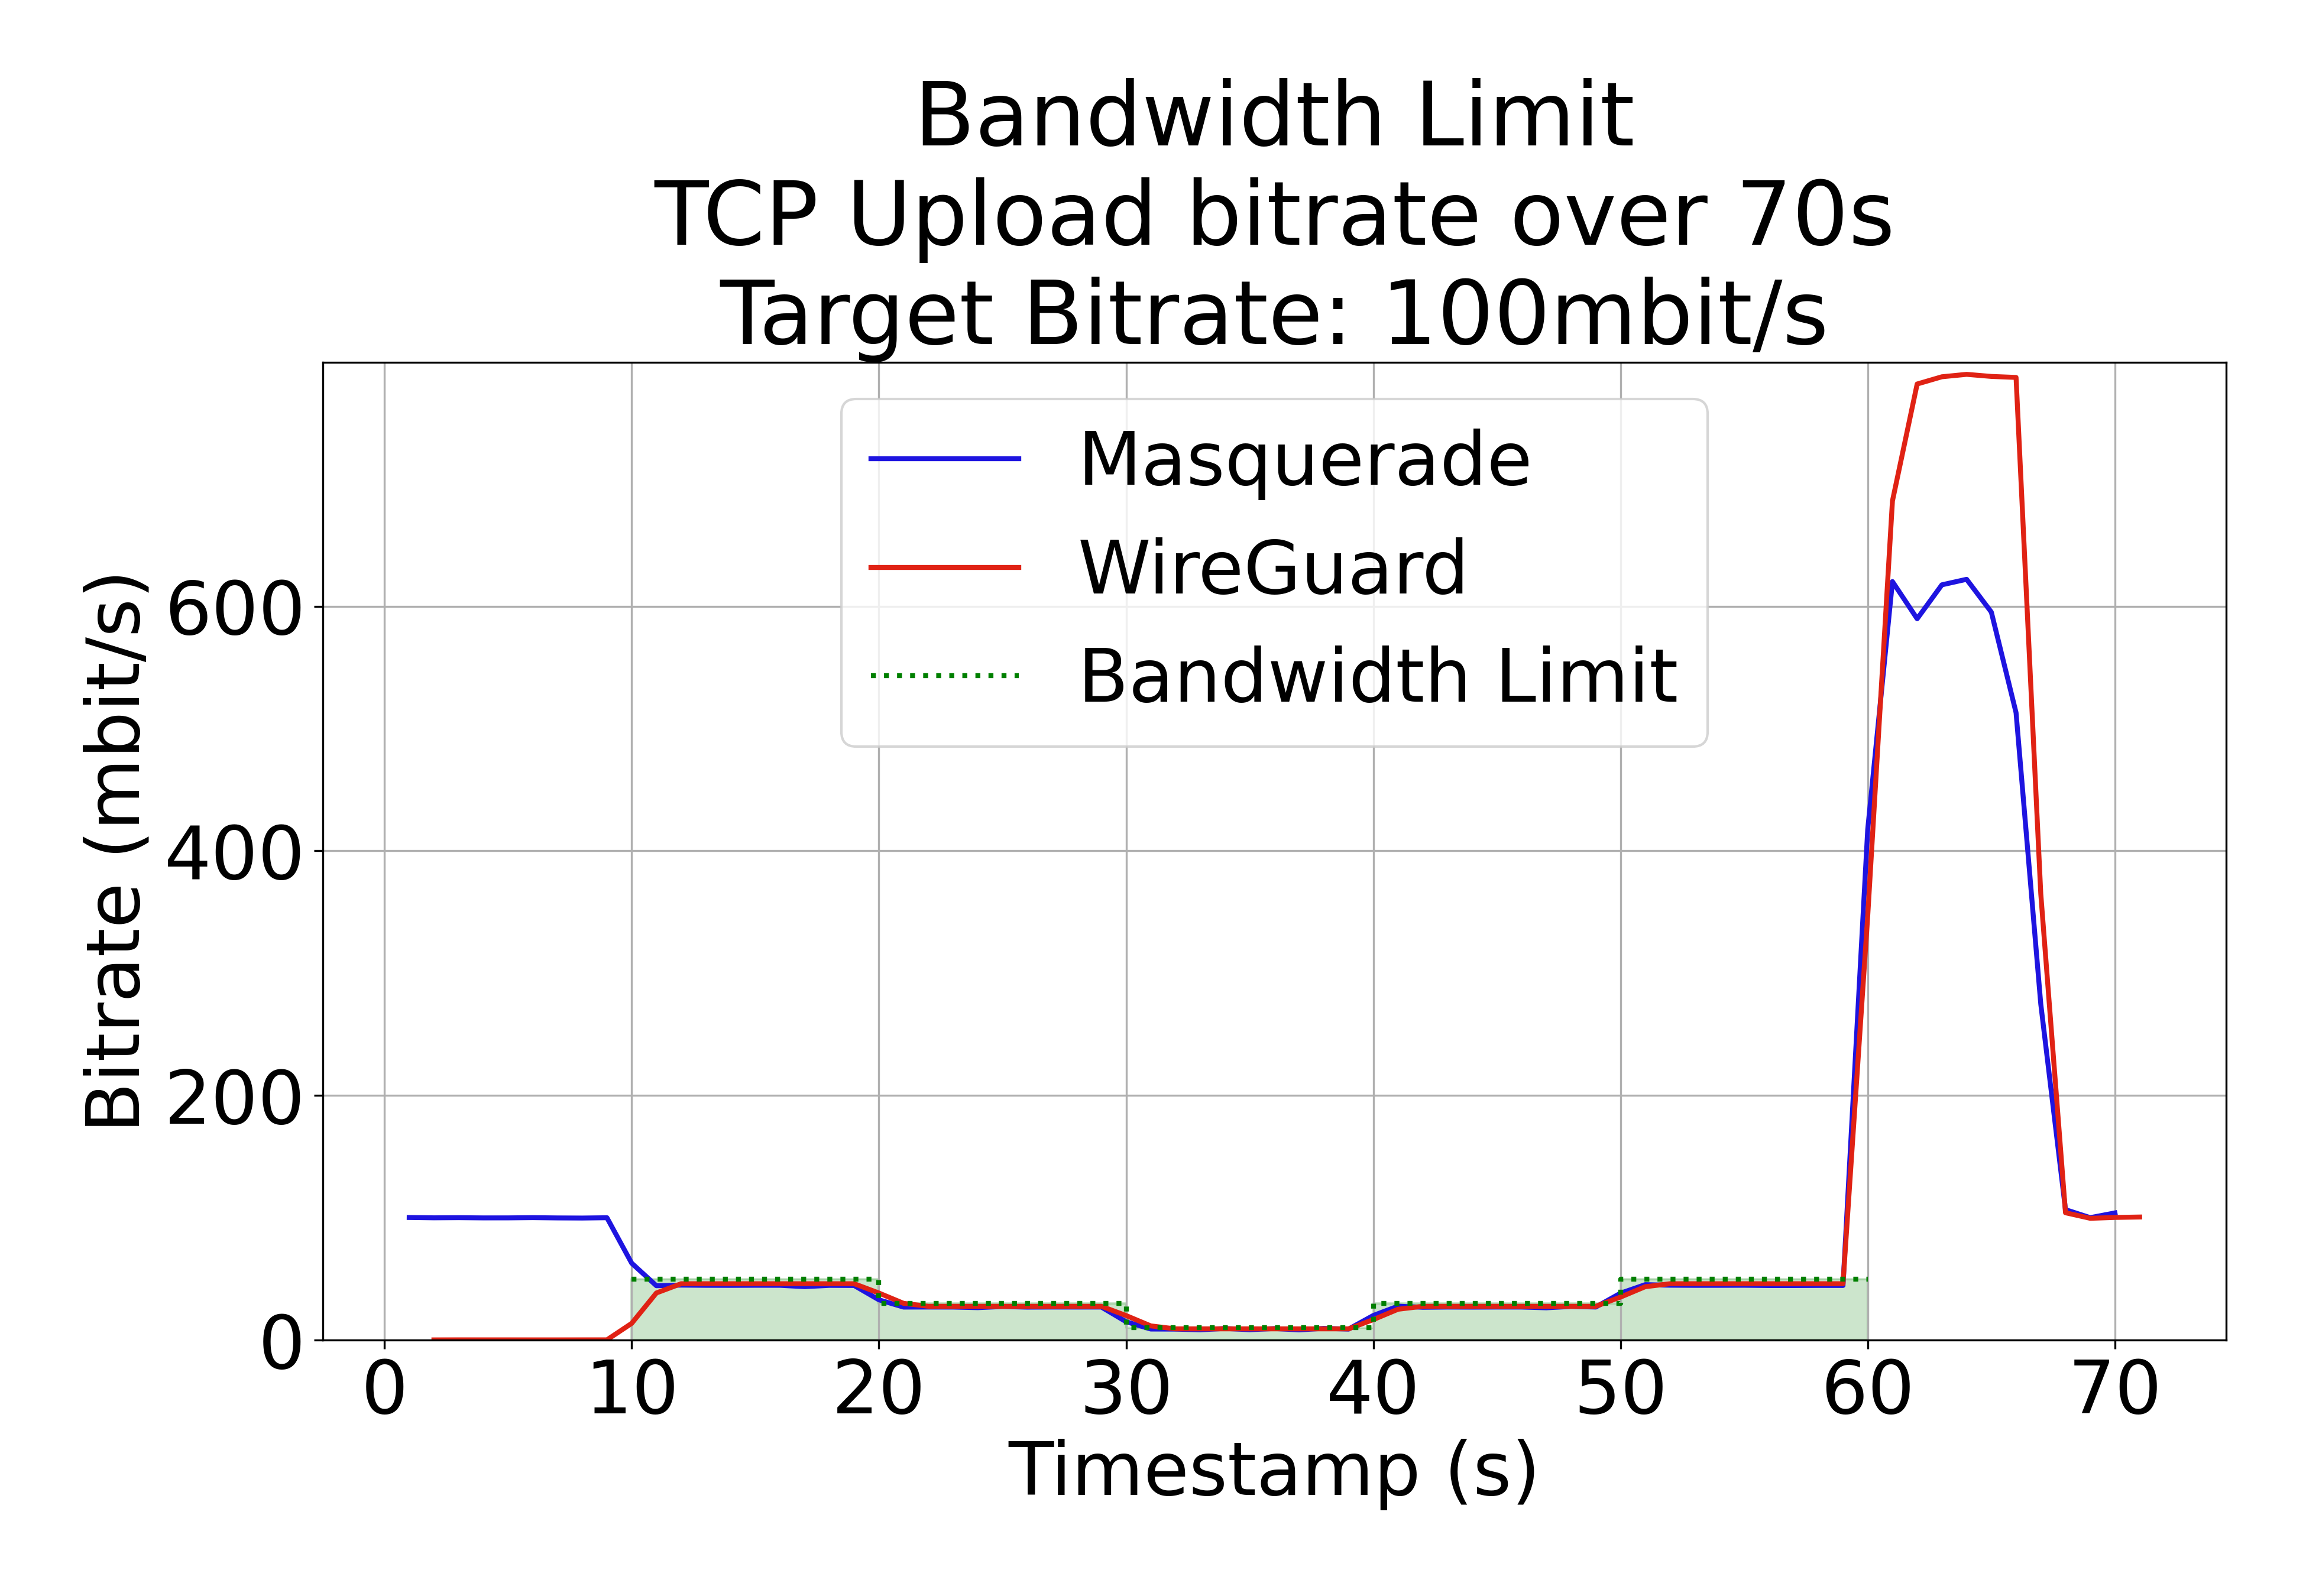 Bandwidth Limit
TCP Upload bitrate over 70s
Target Bitrate: 100mbit/s
Masquerade
WireGuard
Bandwidth Limit
Bitrate (mbit/s)
600
400
200
0
0 10 20 30 40 50 60 70
Timestamp (s)